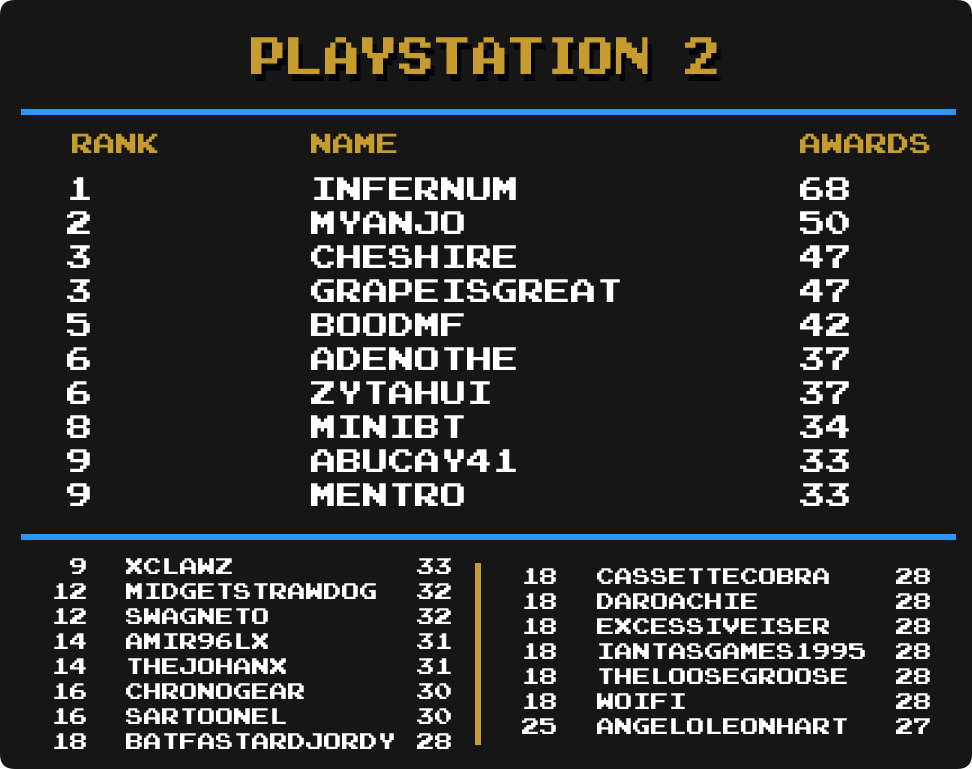 PLAYSTATION 2
RANK NAME AWARDS
1 INFERNUM 68
2 MYANJO 50
3 CHESHIRE 47
3 GRAPEISGREAT 47
5 BOODMF 42
6 ADENOTHE 37
6 ZYTAHUI 37
8 MINIBT 34
9 ABUCAY41 33
9 MENTRO 33
9 XCLAWZ 33
12 MIDGETSTRAWDOG 32
12 SWAGNETO 32
14 AMIR96LX 31
14 THEJOHANX 31
16 CHRONOGEAR 30
16 SARTOONEL 30
18 BATFASTARDJORDY 28
18 CASSETTECOBRA 28
18 DAROACHIE 28
18 EXCESSIVEISER 28
18 IANTASGAMES1995 28
18 THELOOSEGROOSE 28
18 WOIFI 28
25 ANGELOLEONHART 27